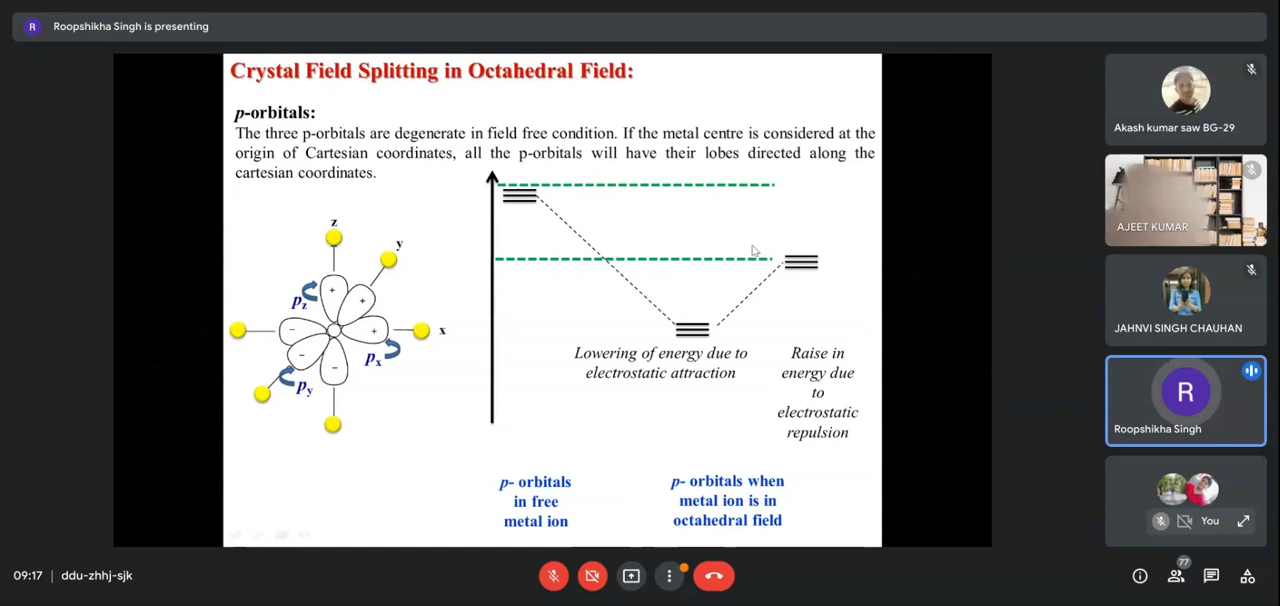 R Roopshikha Singh is presenting
Crystal Field Splitting in Octahedral Field:
p-orbitals:
The three p-orbitals are degenerate in field free condition. If the metal centre is considered at the
origin of Cartesian coordinates, all the p-orbitals will have their lobes directed along the
cartesian coordinates.
z
y
+
pz
+
−
+
x
−
px
−
py
Lowering of energy due to
electrostatic attraction
Raise in
energy due
to
electrostatic
repulsion
p- orbitals
in free
metal ion
p- orbitals when
metal ion is in
octahedral field
Akash kumar saw BG-29
AJEET KUMAR
JAHNVI SINGH CHAUHAN
R
Roopshikha Singh
You
09:17 | ddu-zhhj-sjk
77